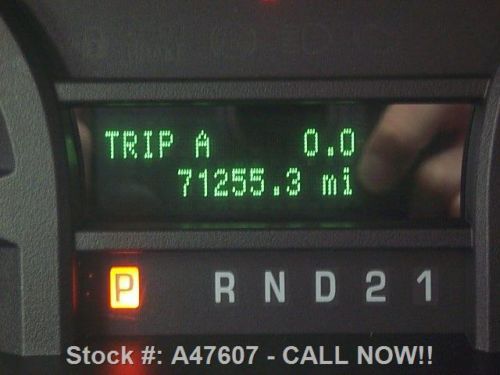 TRIP A 0.0
71255.3 mi
P R N D 2 1
Stock #: A47607 - CALL NOW!!